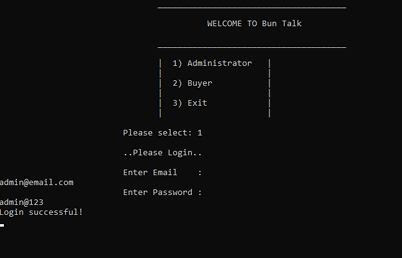 WELCOME TO Bun Talk
| 1) Administrator |
| 2) Buyer |
| 3) Exit |
Please select: 1
..Please Login..
Enter Email :
admin@email.com
Enter Password :
admin@123
Login successful!